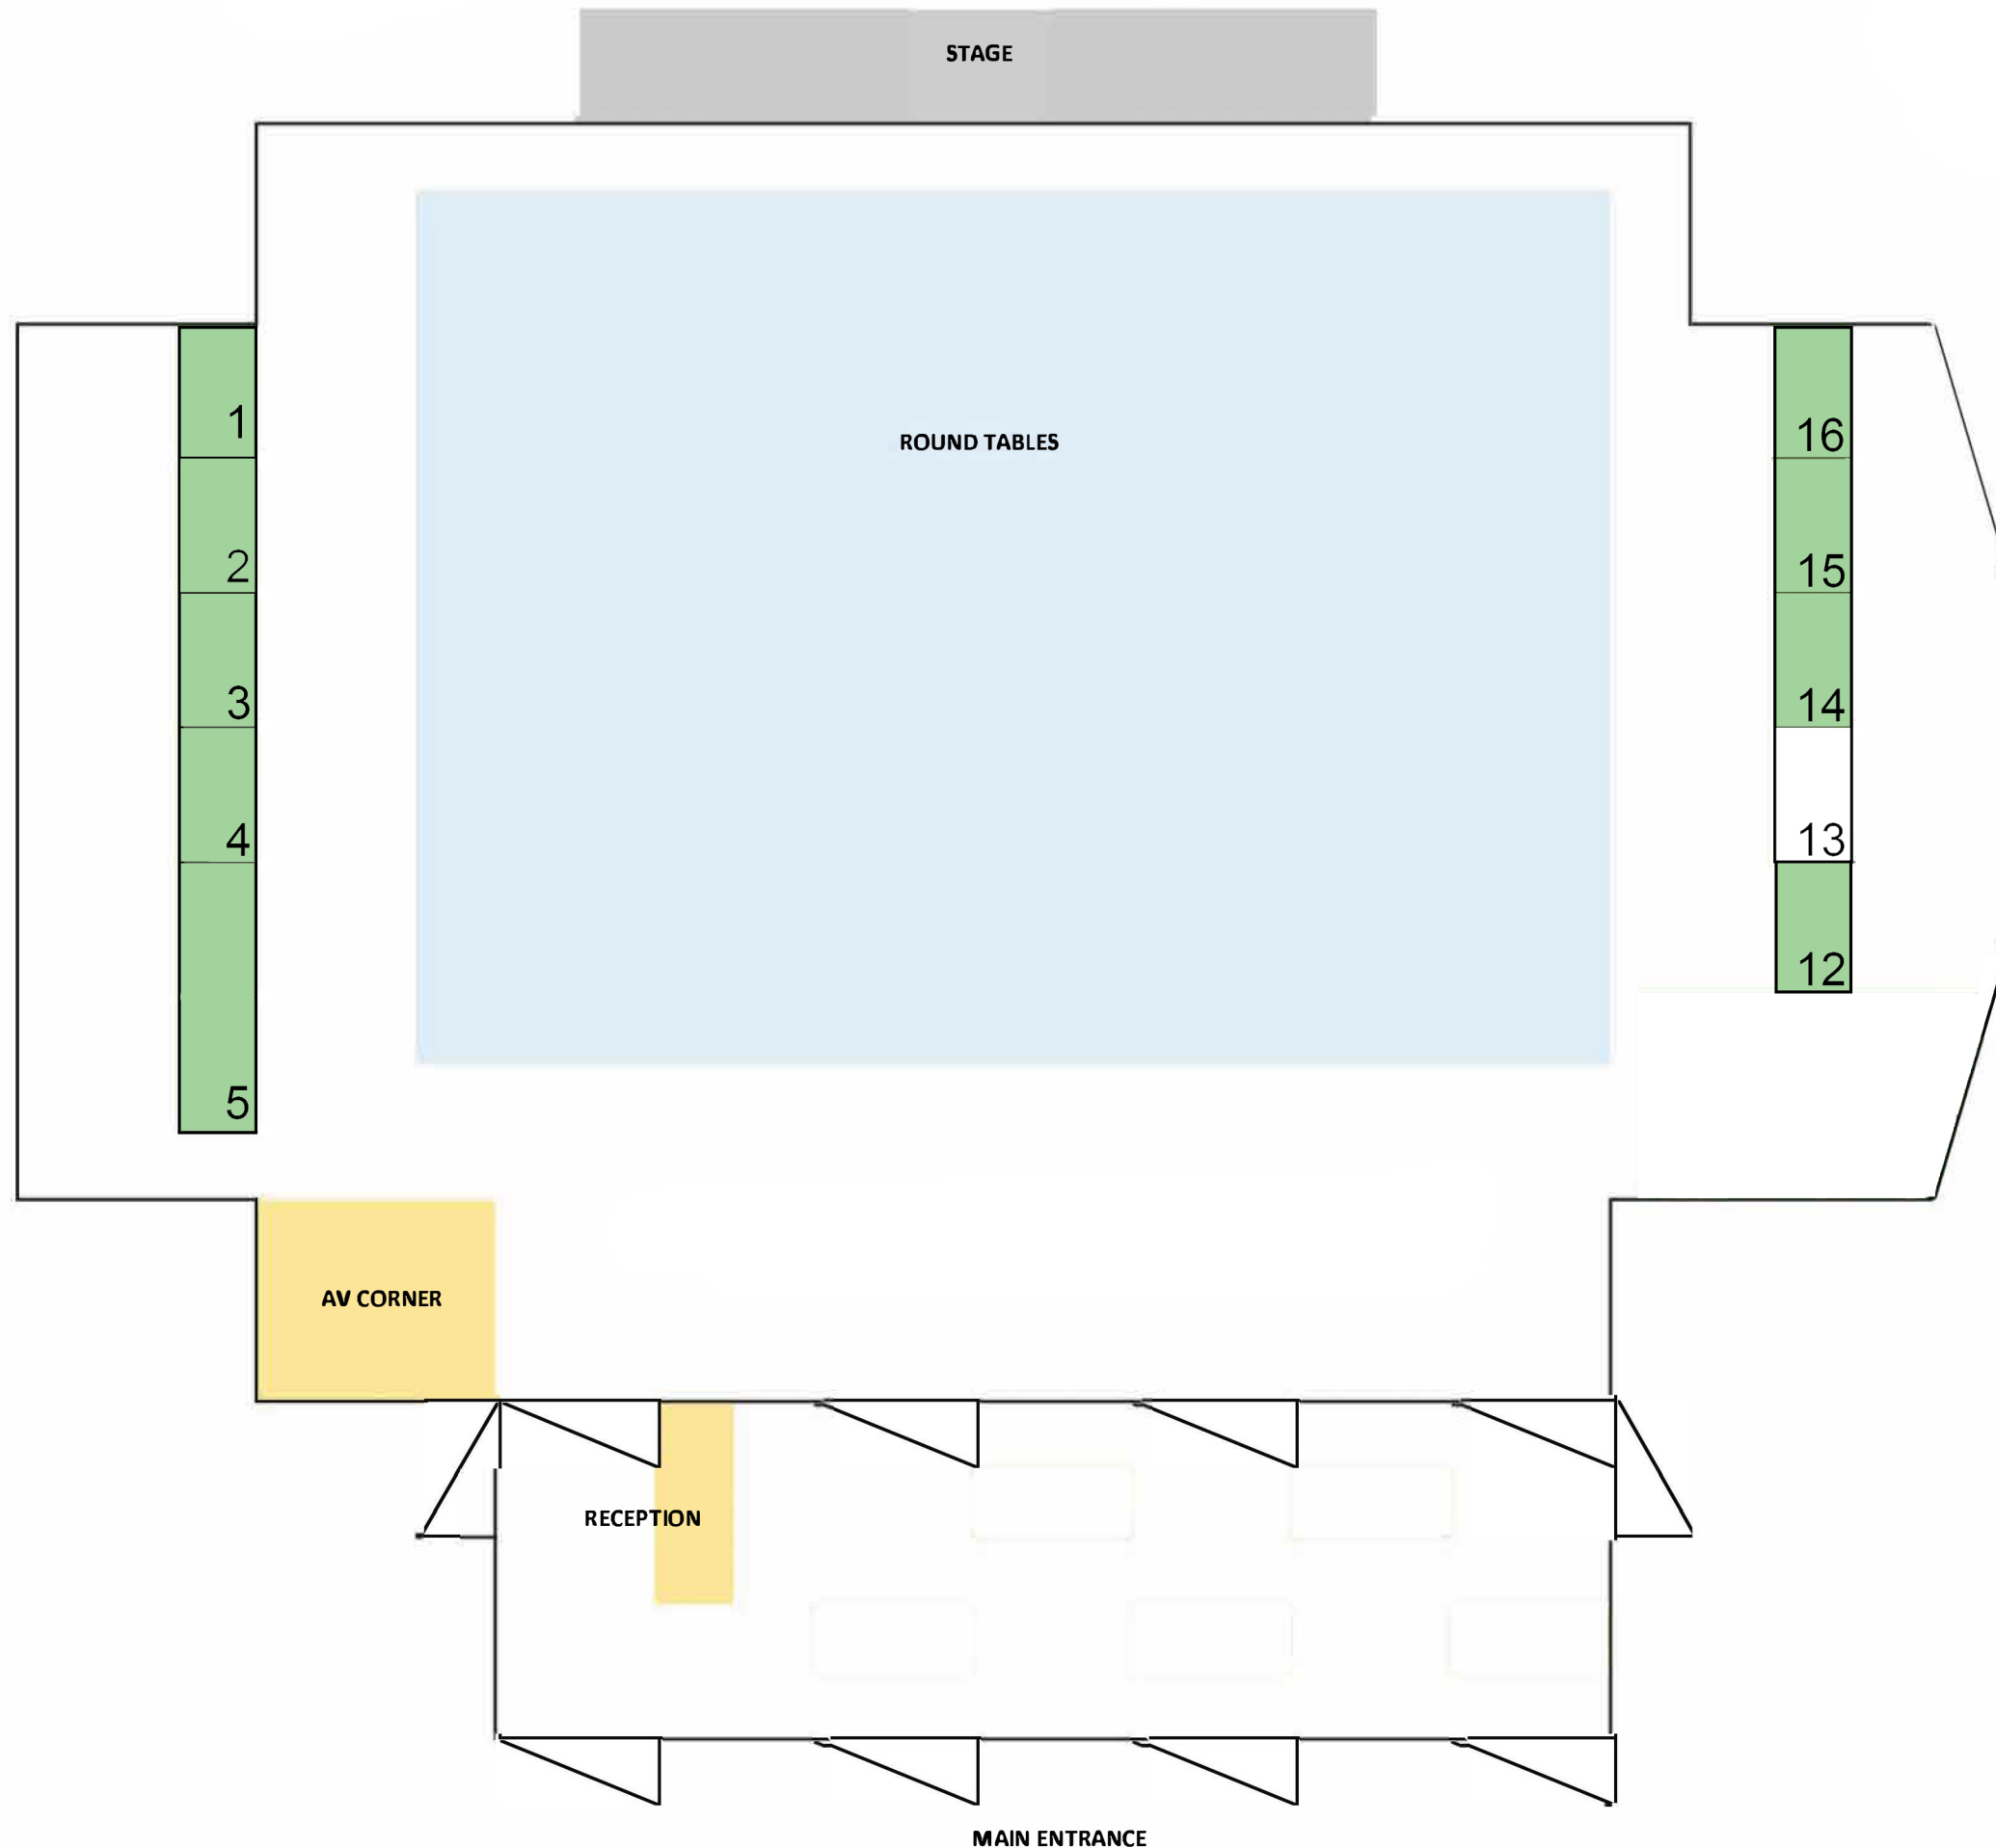 STAGE
ROUND TABLES
1
16
2
15
3
14
4
13
12
5
AV CORNER
RECEPTION
MAIN ENTRANCE